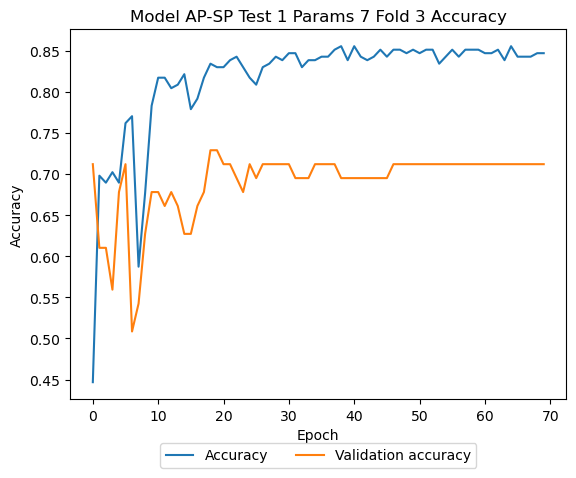 Model AP-SP Test 1 Params 7 Fold 3 Accuracy
Accuracy
0.85
0.80
0.75
0.70
0.65
0.60
0.55
0.50
0.45
0 10 20 30 40 50 60 70
Epoch
Accuracy Validation accuracy